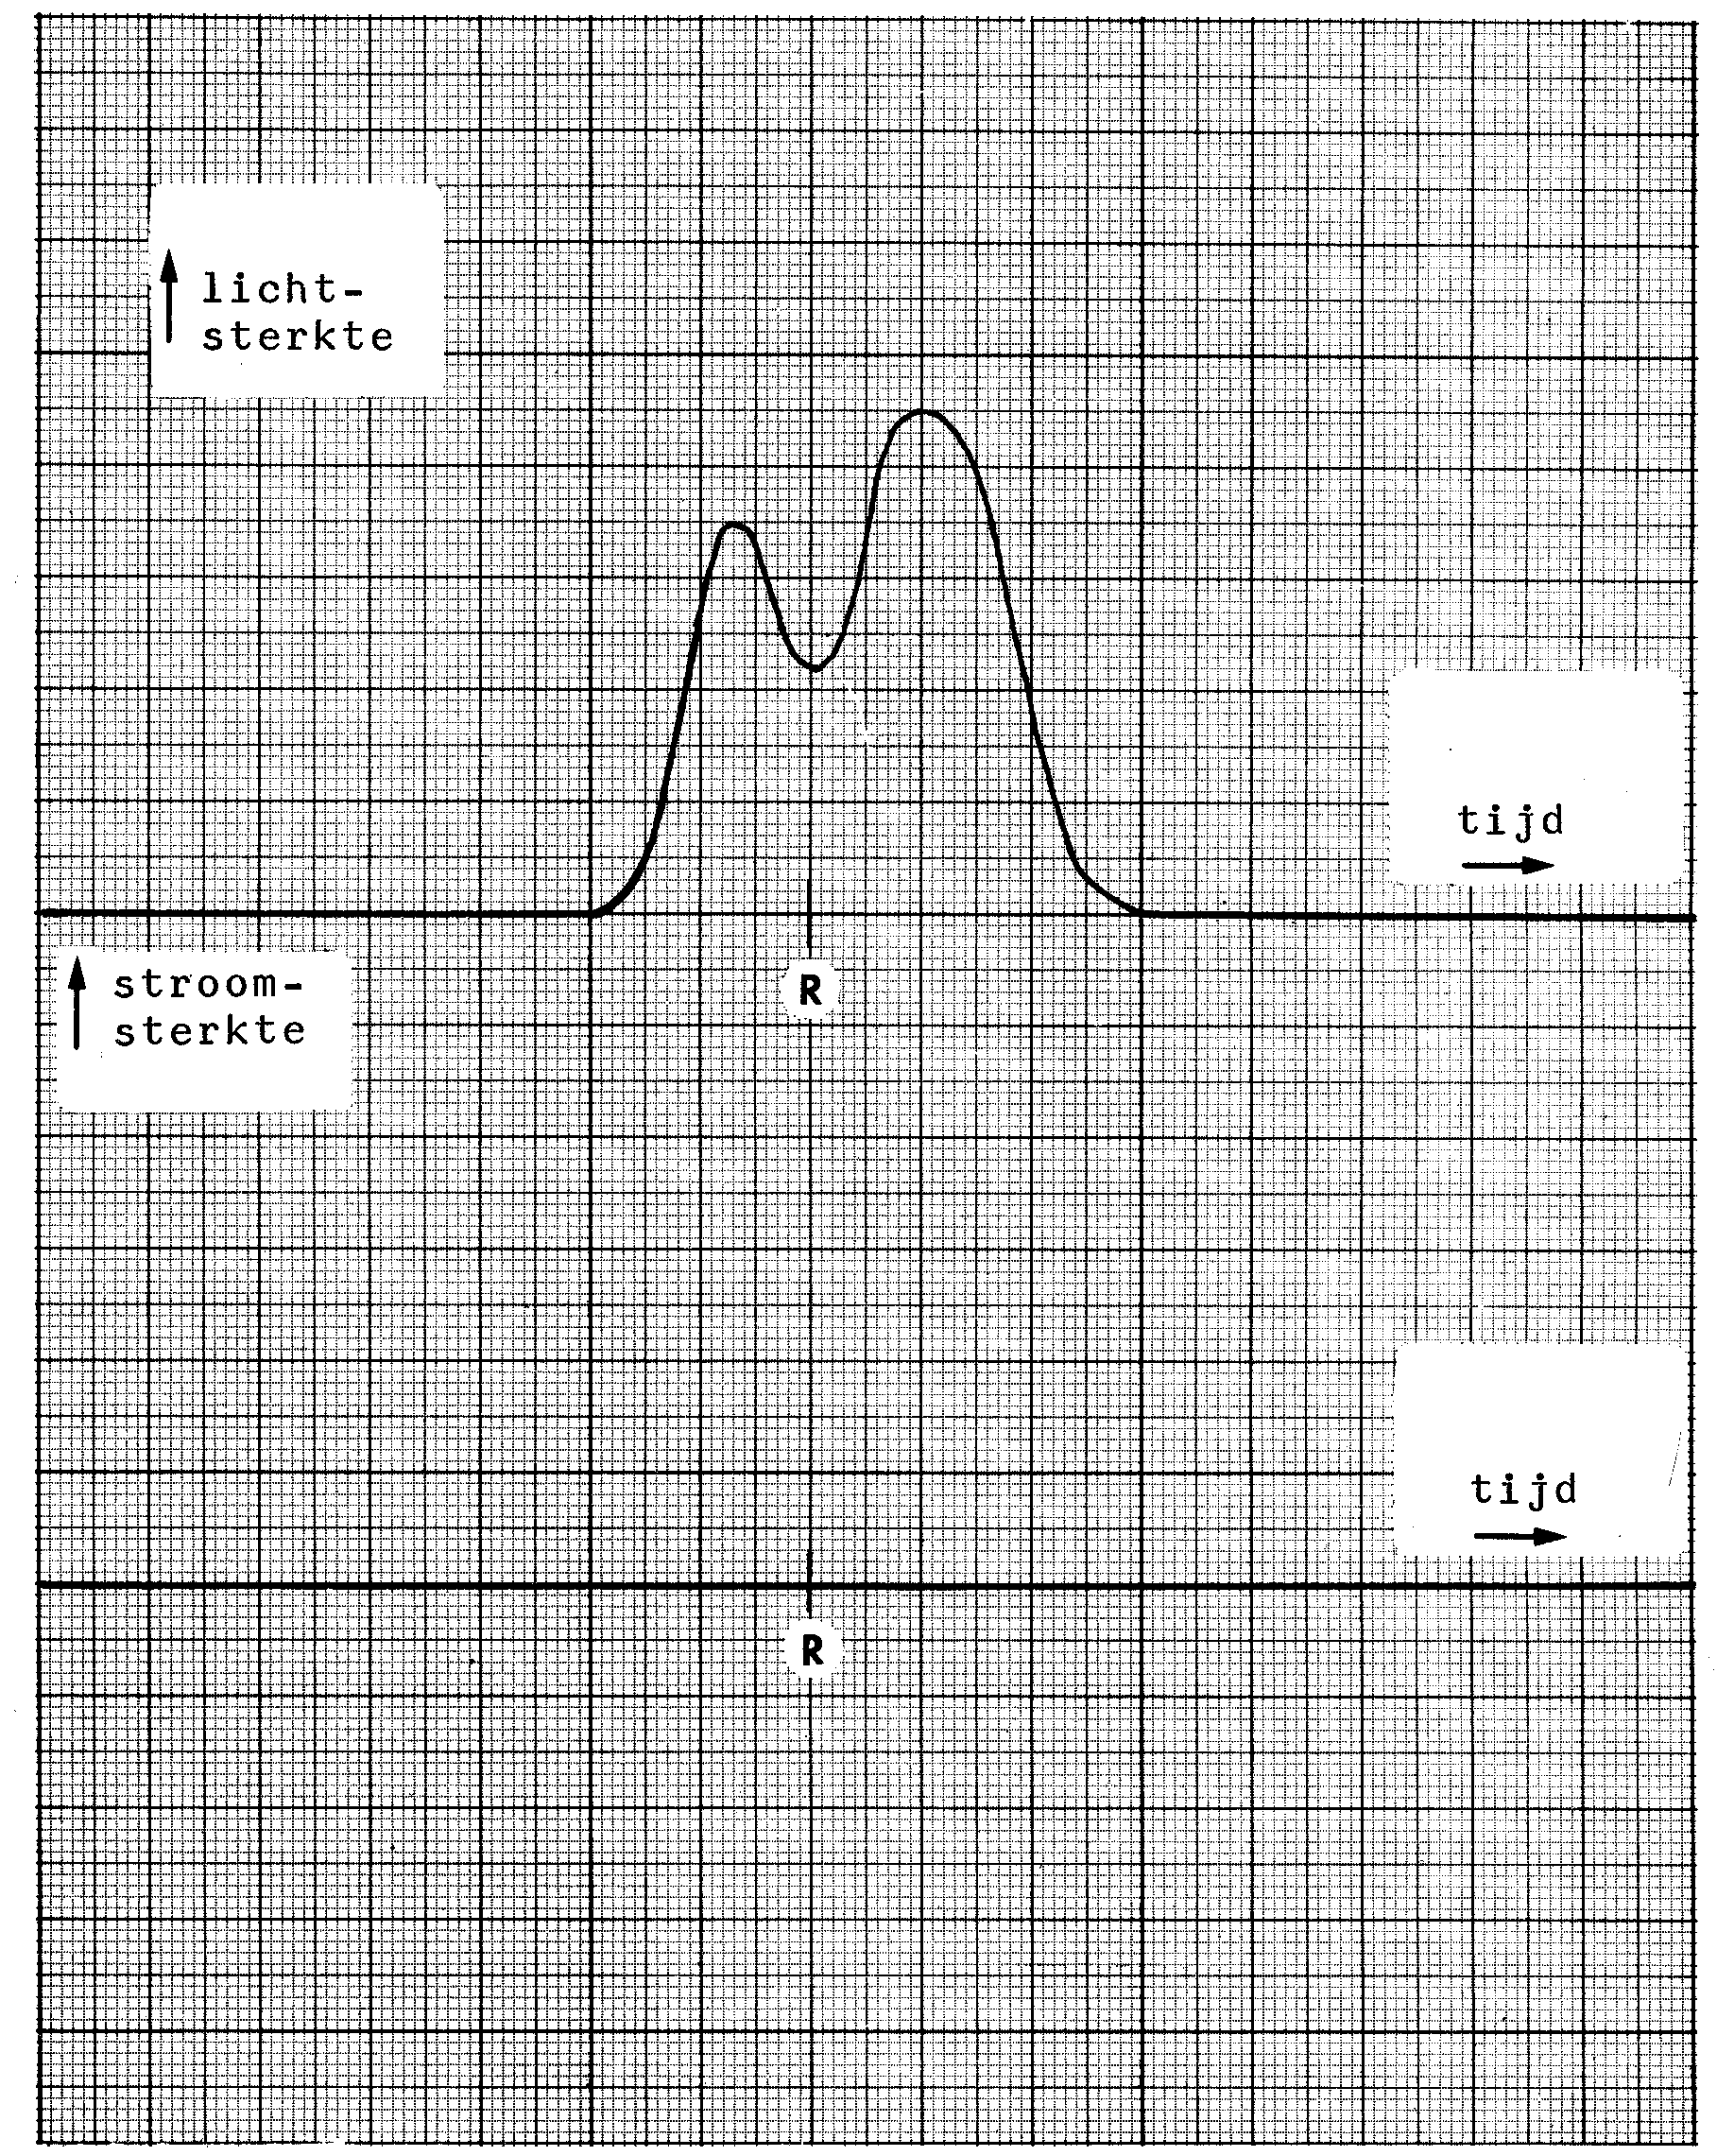 licht-
sterkte
tijd
stroom-
sterkte
R
tijd
R